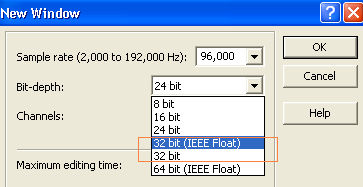 New Window
Sample rate (2,000 to 192,000 Hz): 96,000
OK
Cancel
Bit-depth: 24 bit
8 bit
16 bit
Help
Channels:
24 bit
32 bit (IEEE Float)
32 bit
Maximum editing time:
64 bit (IEEE Float)